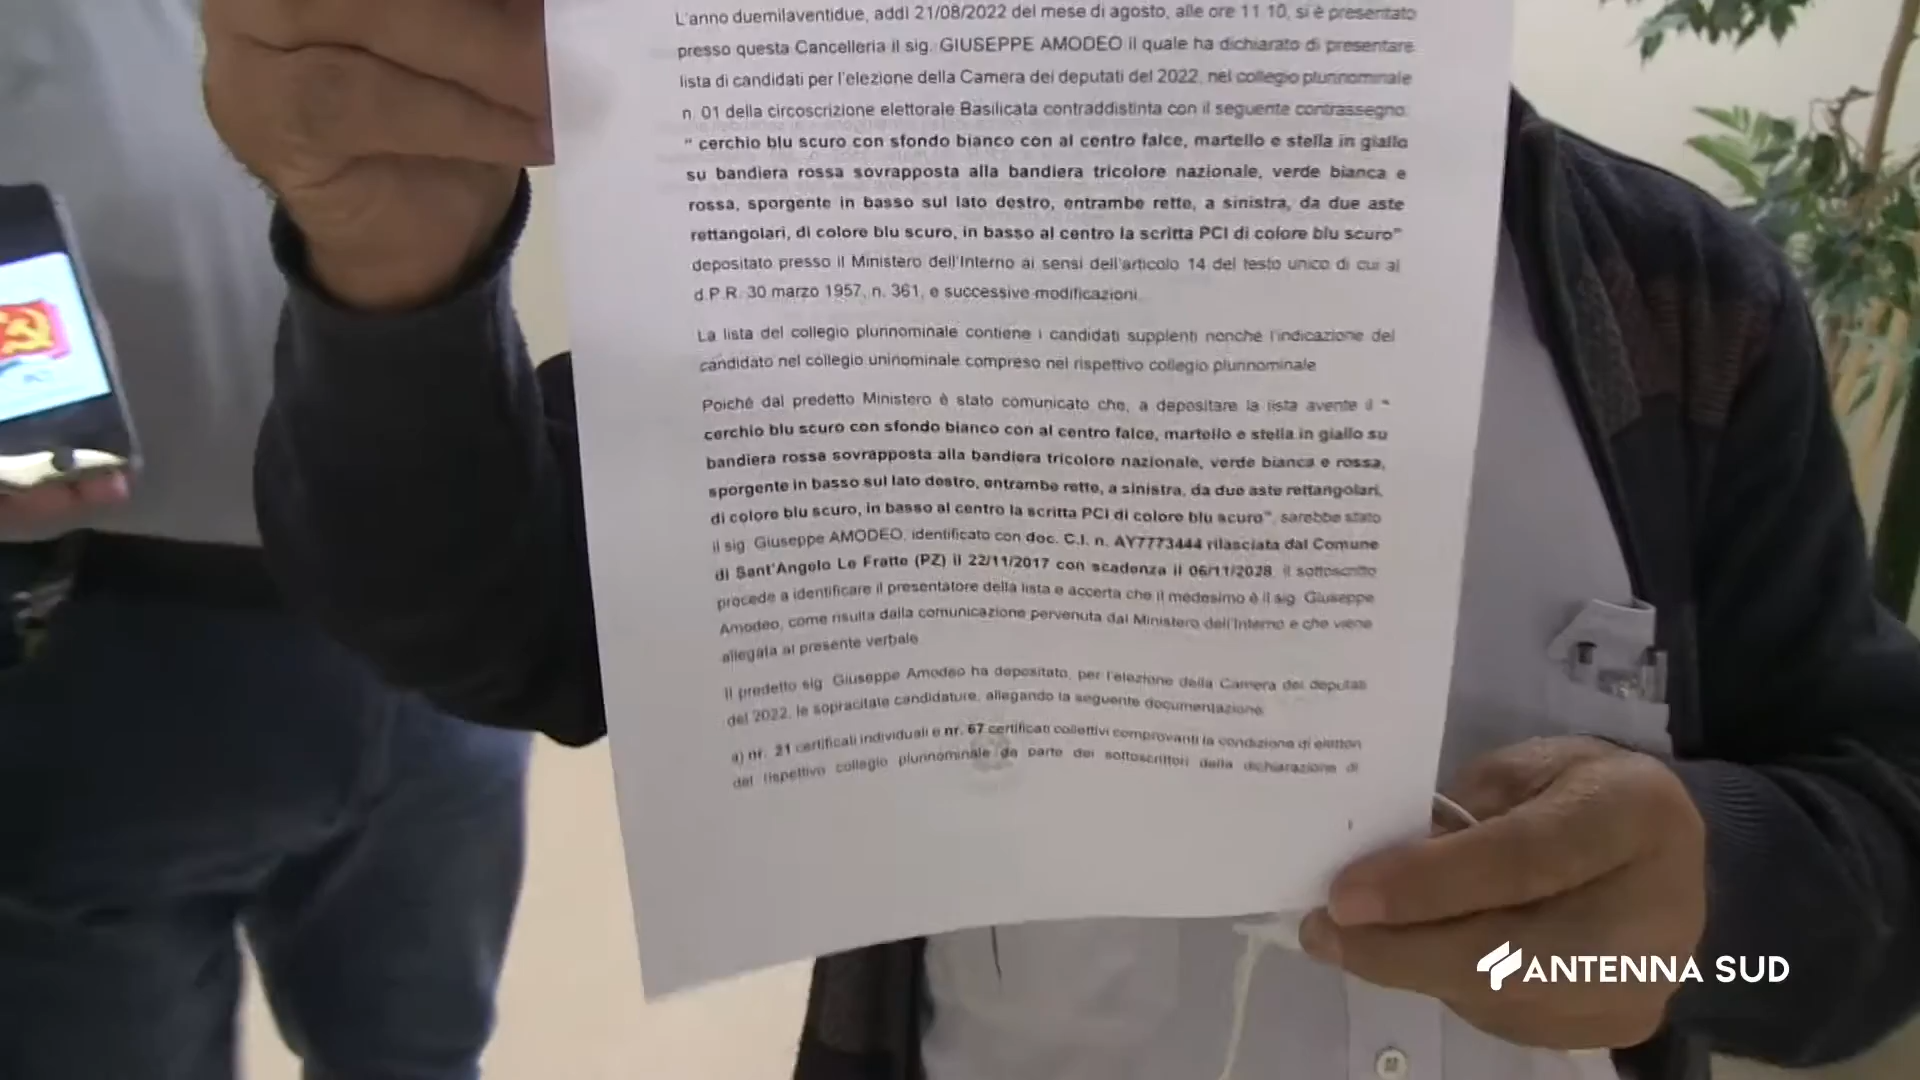 L'anno duemilaventidue, addì 21/08/2022 del mese di agosto, alle ore 11 10, si è presentato
presso questa Cancelleria il sig. GIUSEPPE AMODEO il quale ha dichiarato di presentare
lista di candidati per l'elezione della Camera dei deputati del 2022, nel collegio plurinominale
n. 01 della circoscrizione elettorale Basilicata contraddistinta con il seguente contrassegno:
" cerchio blu scuro con sfondo bianco con al centro falce, martello e stella in giallo
su bandiera rossa sovrapposta alla bandiera tricolore nazionale, verde bianca e
rossa, sporgente in basso sul lato destro, entrambe rette, a sinistra, da due aste
rettangolari, di colore blu scuro, in basso al centro la scritta PCI di colore blu scuro"
depositato presso il Ministero dell'Interno ai sensi dell'articolo 14 del testo unico di cui al
d.P.R. 30 marzo 1957, n. 361, e successive modificazioni.
La lista del collegio plurinominale contiene i candidati supplenti nonché l'indicazione del
candidato nel collegio uninominale compreso nel rispettivo collegio plurinominale
Poiché dal predetto Ministero è stato comunicato che, a depositare la lista avente il "
cerchio blu scuro con sfondo bianco con al centro falce, martello e stella in giallo su
bandiera rossa sovrapposta alla bandiera tricolore nazionale, verde bianca e rossa,
sporgente in basso sul lato destro, entrambe rette, a sinistra, da due aste rettangolari,
di colore blu scuro, in basso al centro la scritta PCI di colore blu scuro", sarebbe stato
il sig. Giuseppe AMODEO, identificato con doc. C.I. n. AY7773444 rilasciata dal Comune
di Sant'Angelo Le Fratte (PZ) il 22/11/2017 con scadenza il 06/11/2028, il sottoscritto
procede a identificare il presentatore della lista e accerta che il medesimo è il sig. Giuseppe
Amodeo, come risulta dalla comunicazione pervenuta dal Ministero dell'Interno e che viene
allegata al presente verbale
Il predetto sig. Giuseppe Amodeo ha depositato, per l'elezione della Camera dei deputati
del 2022, le sopracitate candidature, allegando la seguente documentazione:
a) nr. 21 certificati individuali e nr. 67 certificati collettivi comprovanti la condizione di elettori
del rispettivo collegio plurinominale da parte dei sottoscrittori della dichiarazione di
1
ANTENNA SUD